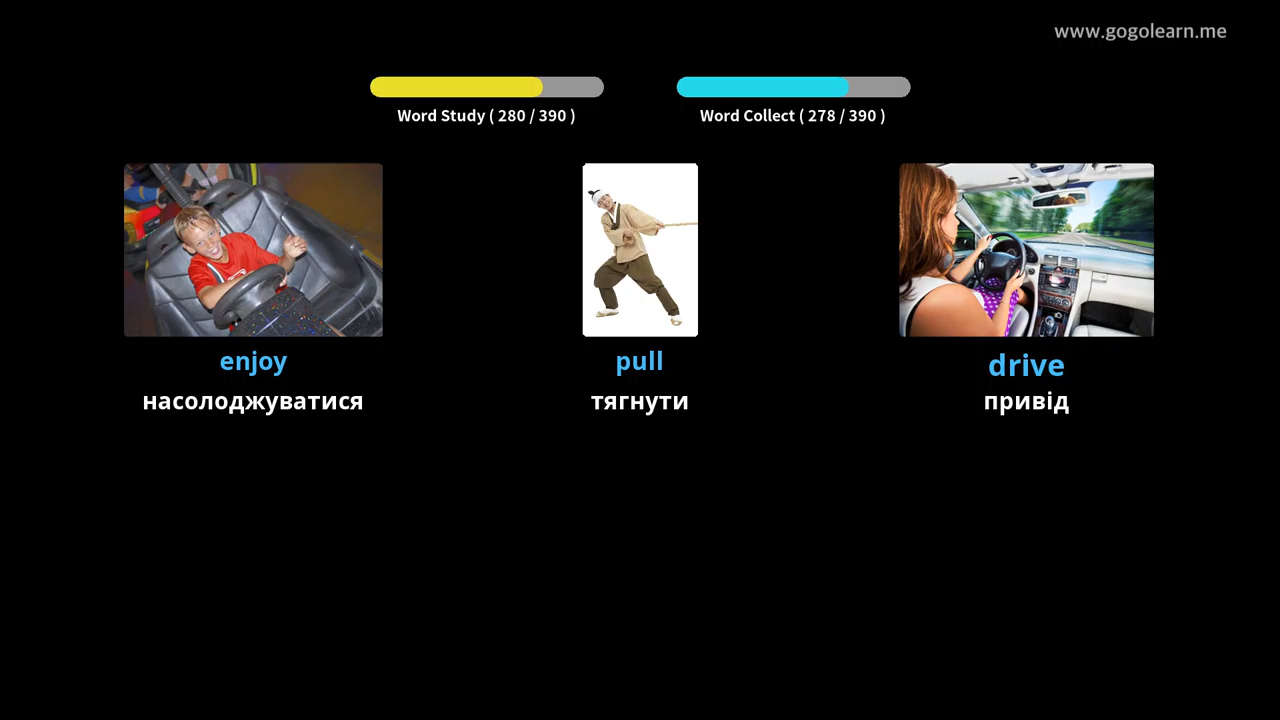 www.gogolearn.me
Word Study ( 280 / 390 )
Word Collect ( 278 / 390 )
enjoy
pull
drive
насолоджуватися
тягнути
привід